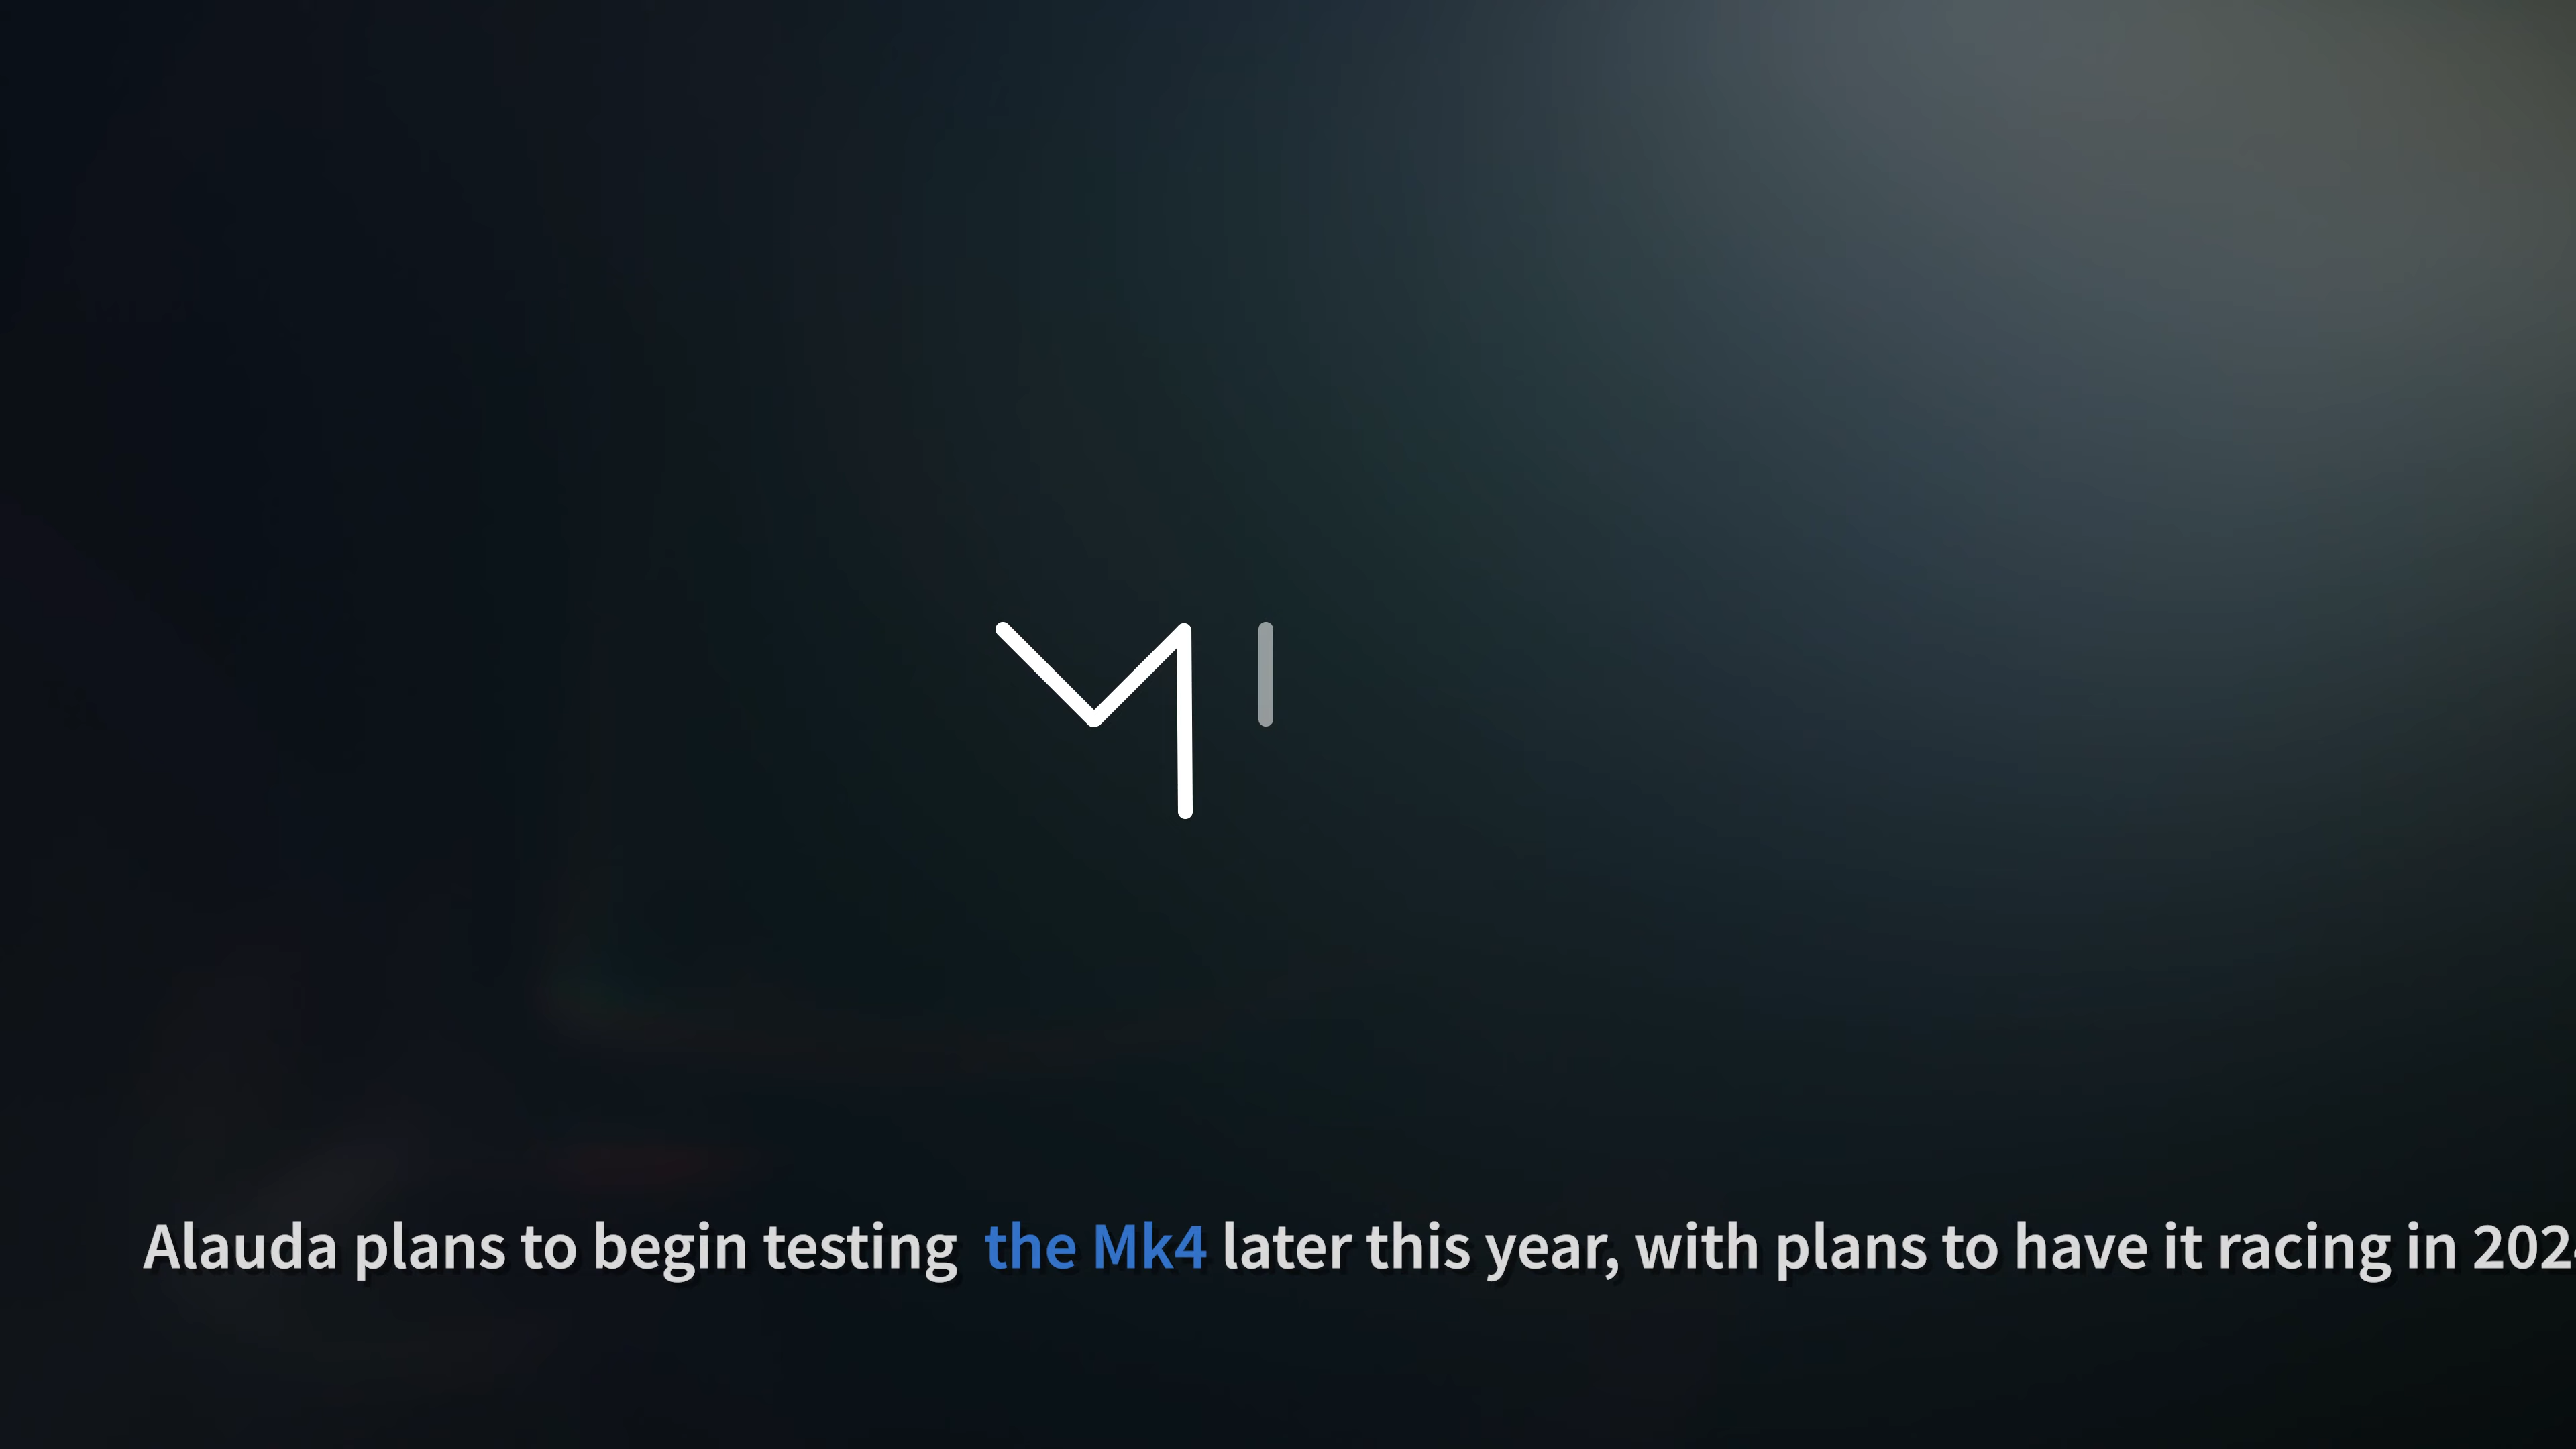 Alauda plans to begin testing the Mk4 later this year, with plans to have it racing in